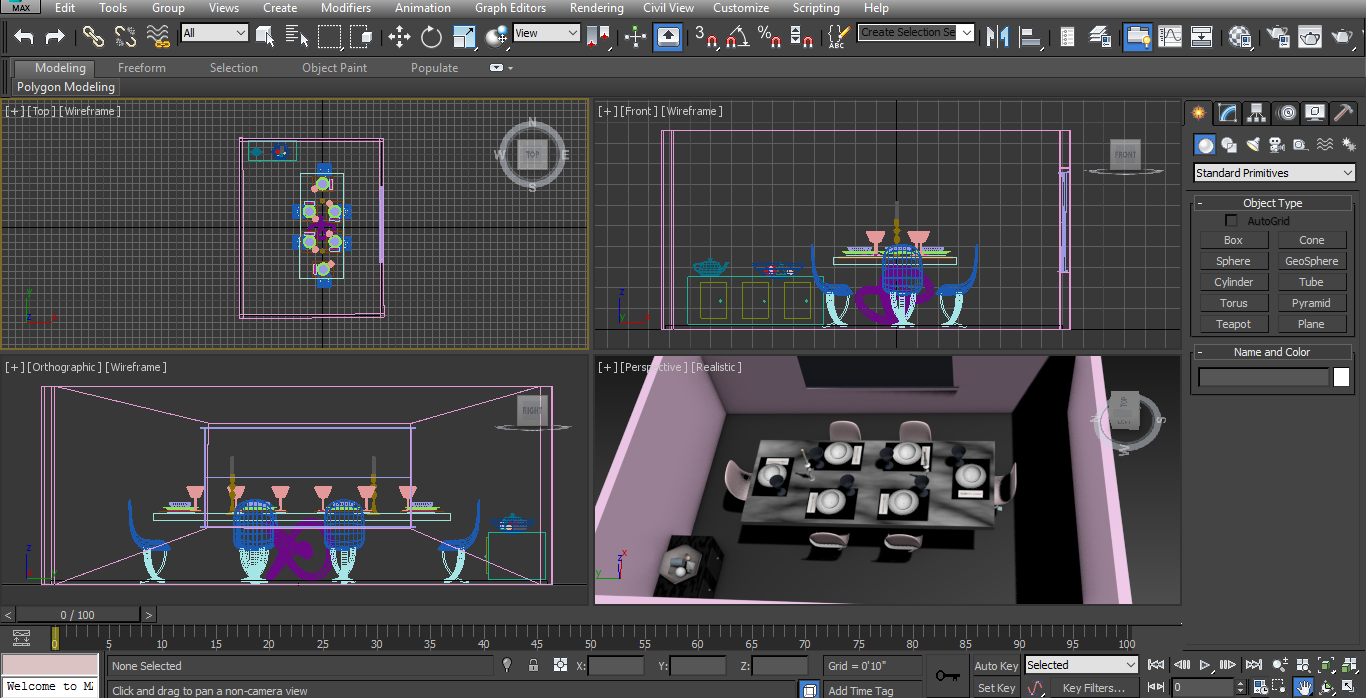 MAX Edit Tools Group Views Create Modifiers Animation Graph Editors Rendering Civil View Customize Scripting Help
All View 3 % ABC Create Selection Se
Modeling Freeform Selection Object Paint Populate
Polygon Modeling
[+][Top][Wireframe]
N
W TOP E
S
y
z x
[+][Front][Wireframe]
FRONT
z
y x
[+][Orthographic][Wireframe]
RIGHT
z
[+][Perspective][Realistic]
TOP
S
W
z x
y
Standard Primitives
- Object Type
AutoGrid
Box Cone
Sphere GeoSphere
Cylinder Tube
Torus Pyramid
Teapot Plane
- Name and Color
< 0 / 100 >
0 5 10 15 20 25 30 35 40 45 50 55 60 65 70 75 80 85 90 95 100
None Selected X: Y: Z: Grid = 0'10" Auto Key Selected
Welcome to M
Click and drag to pan a non-camera view Add Time Tag Set Key Key Filters... 0